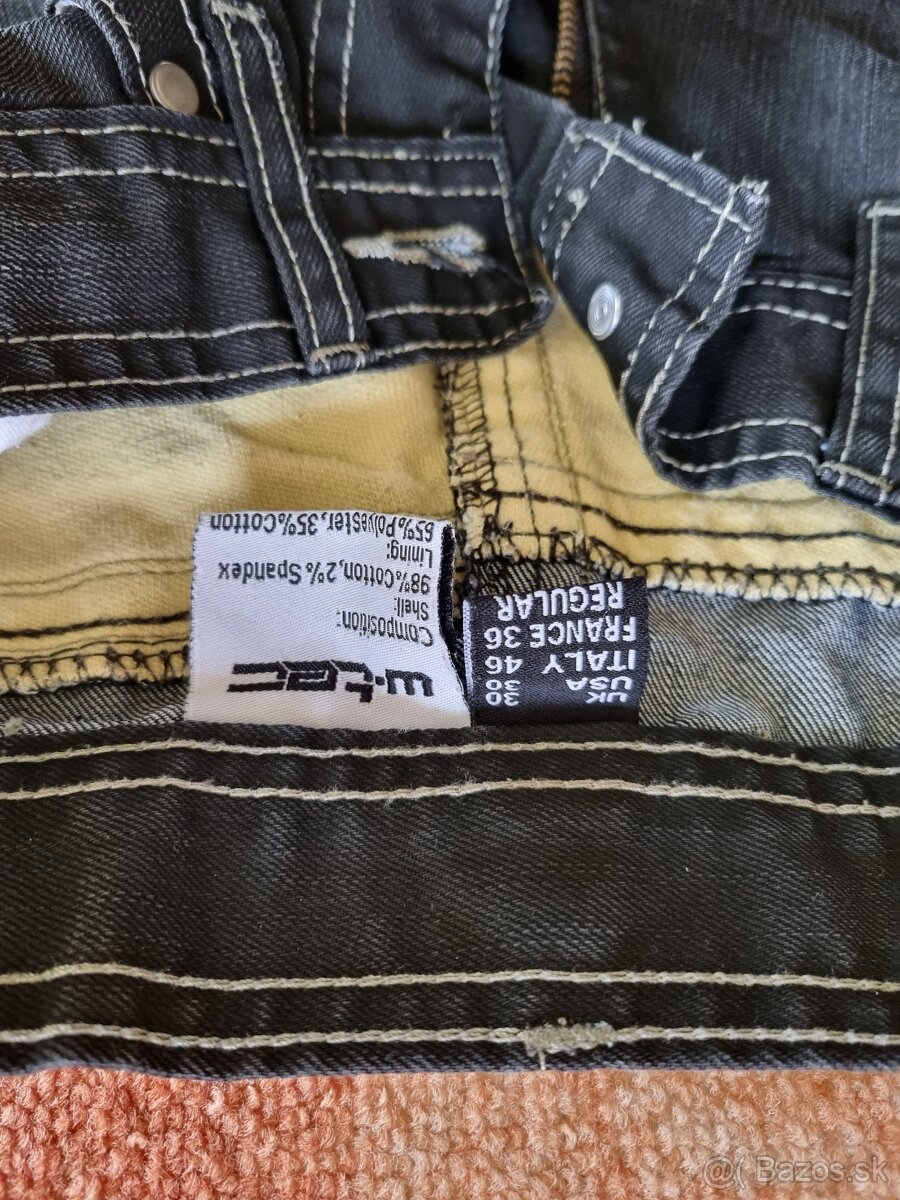 w-tec
Composition:
Shell:
98% Cotton, 2% Spandex
Lining:
65% Polyester, 35% Cotton
UK 30
USA 30
ITALY 46
FRANCE 36
REGULAR
@( Bazos.sk